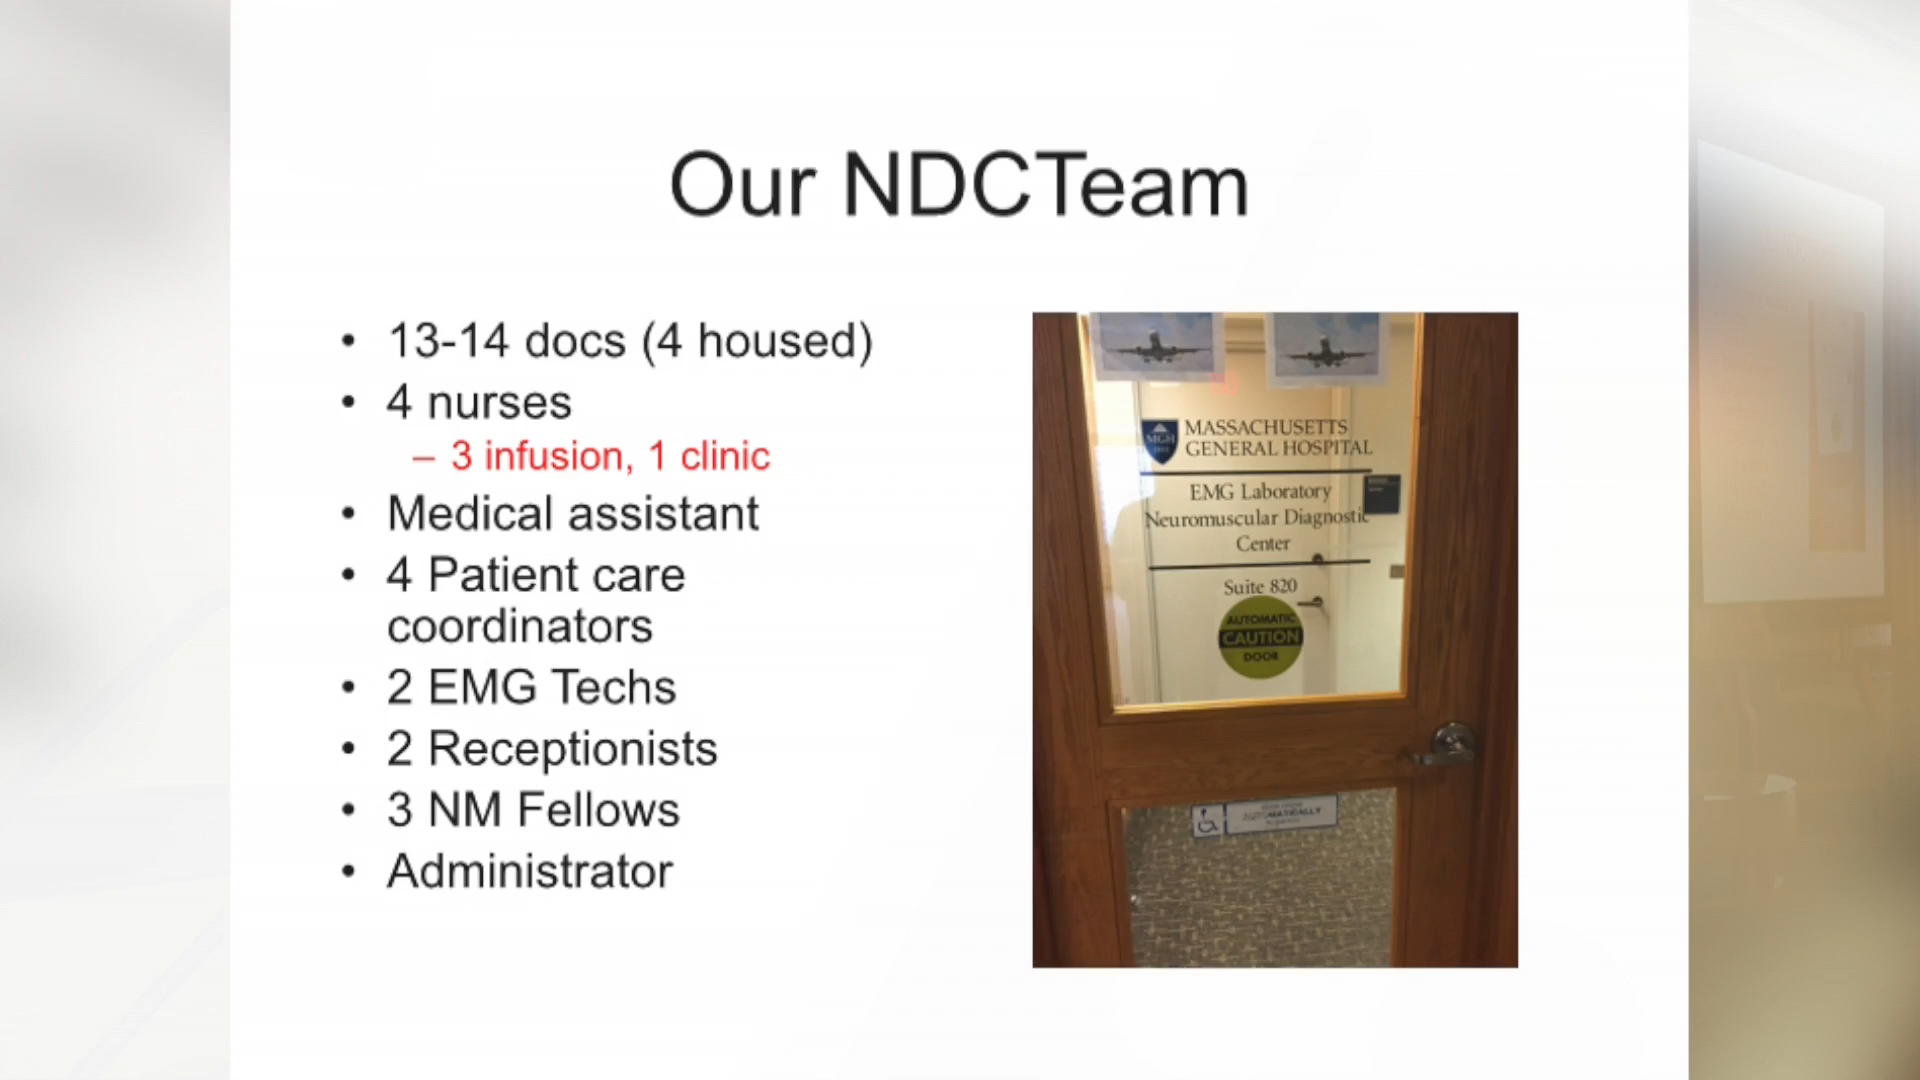 Our NDCTeam
• 13-14 docs (4 housed)
• 4 nurses
– 3 infusion, 1 clinic
• Medical assistant
• 4 Patient care
coordinators
• 2 EMG Techs
• 2 Receptionists
• 3 NM Fellows
• Administrator
MGH
MASSACHUSETTS
GENERAL HOSPITAL
EMG Laboratory
Neuromuscular Diagnostic
Center
Suite 820
AUTOMATIC
CAUTION
DOOR
AUTOMATICALLY